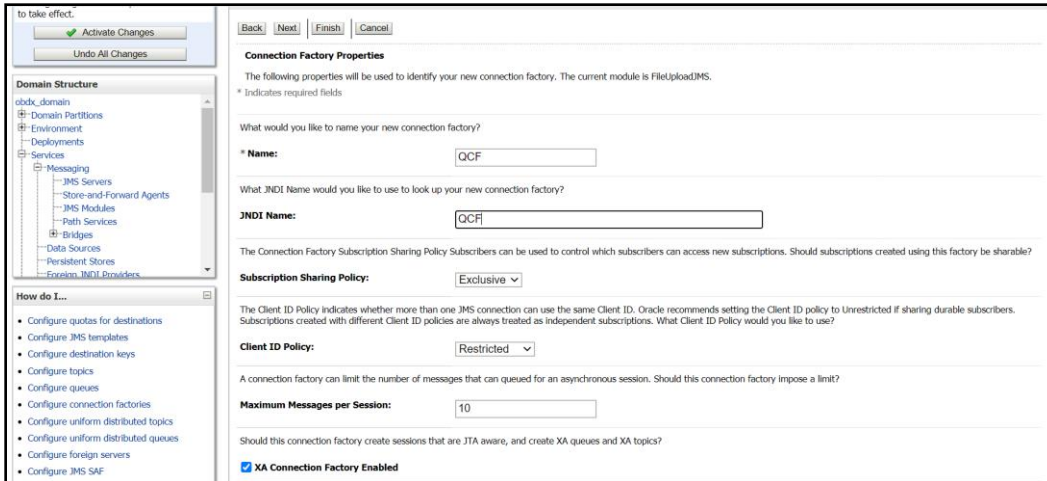 to take effect.
Activate Changes
Undo All Changes
Domain Structure
obdx_domain
Domain Partitions
Environment
Deployments
Services
Messaging
JMS Servers
Store-and-Forward Agents
JMS Modules
Path Services
Bridges
Data Sources
Persistent Stores
Foreign JNDI Providers
How do I...
Configure quotas for destinations
Configure JMS templates
Configure destination keys
Configure topics
Configure queues
Configure connection factories
Configure uniform distributed topics
Configure uniform distributed queues
Configure foreign servers
Configure JMS SAF
Back Next Finish Cancel
Connection Factory Properties
The following properties will be used to identify your new connection factory. The current module is FileUploadJMS.
* Indicates required fields
What would you like to name your new connection factory?
* Name: QCF
What JNDI Name would you like to use to look up your new connection factory?
JNDI Name: QCF
The Connection Factory Subscription Sharing Policy Subscribers can be used to control which subscribers can access new subscriptions. Should subscriptions created using this factory be sharable?
Subscription Sharing Policy: Exclusive
The Client ID Policy indicates whether more than one JMS connection can use the same Client ID. Oracle recommends setting the Client ID policy to Unrestricted if sharing durable subscribers.
Subscriptions created with different Client ID policies are always treated as independent subscriptions. What Client ID Policy would you like to use?
Client ID Policy: Restricted
A connection factory can limit the number of messages that can queued for an asynchronous session. Should this connection factory impose a limit?
Maximum Messages per Session: 10
Should this connection factory create sessions that are JTA aware, and create XA queues and XA topics?
XA Connection Factory Enabled